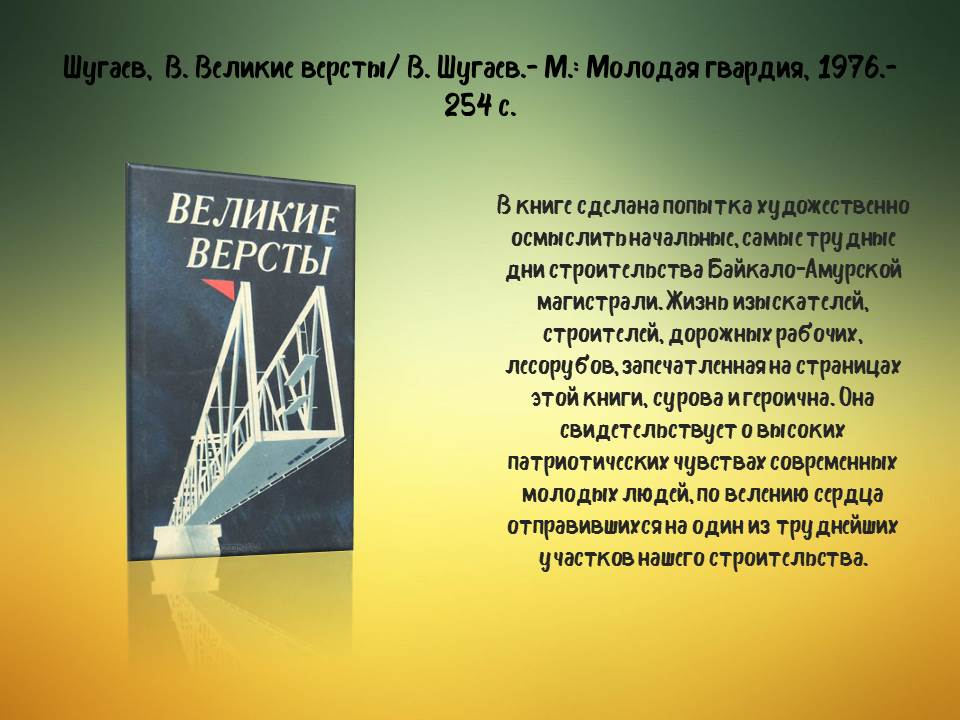 Шугаев, В. Великие версты/ В. Шугаев.- М.: Молодая гвардия, 1976.-
254 с.
ВЕЛИКИЕ
ВЕРСТЫ
В книге сделана попытка художественно
осмыслить начальные, самые трудные
дни строительства Байкало-Амурской
магистрали. Жизнь изыскателей,
строителей, дорожных рабочих,
лесорубов, запечатленная на страницах
этой книги, сурова и героична. Она
свидетельствует о высоких
патриотических чувствах современных
молодых людей, по велению сердца
отправившихся на один из труднейших
участков нашего строительства.